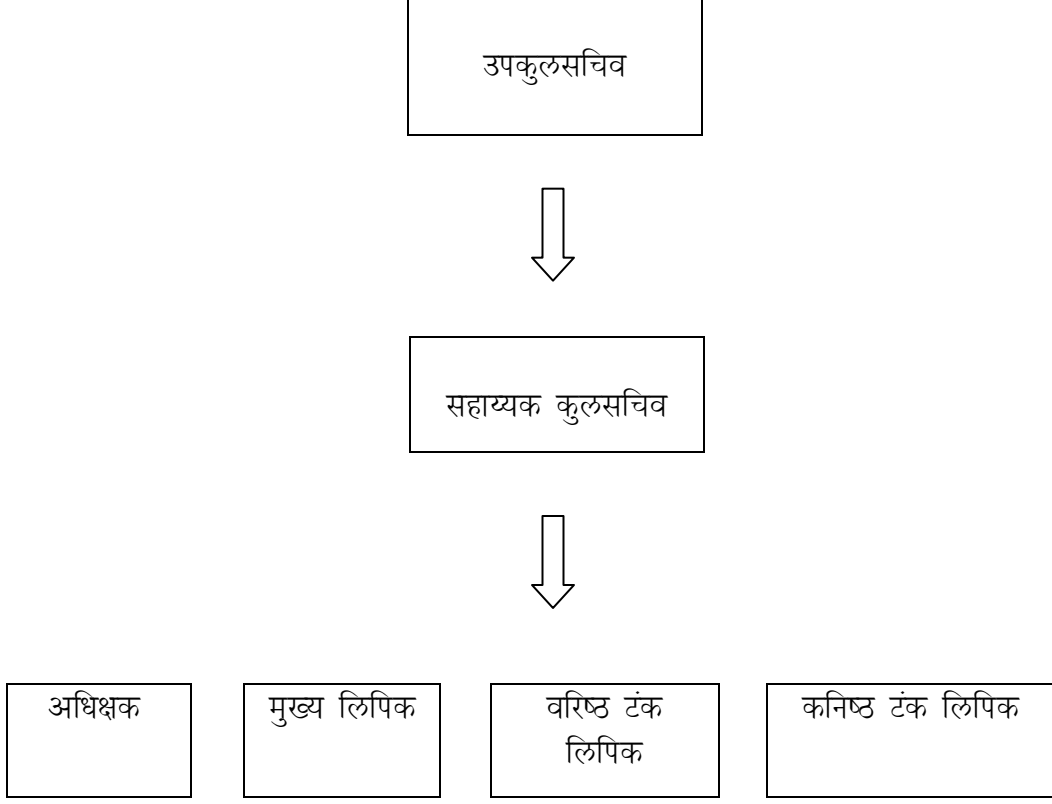 उपकुलसचिव
सहाय्यक कुलसचिव
अधिक्षक
मुख्य लिपिक
वरिष्ठ टंक
लिपिक
कनिष्ठ टंक लिपिक